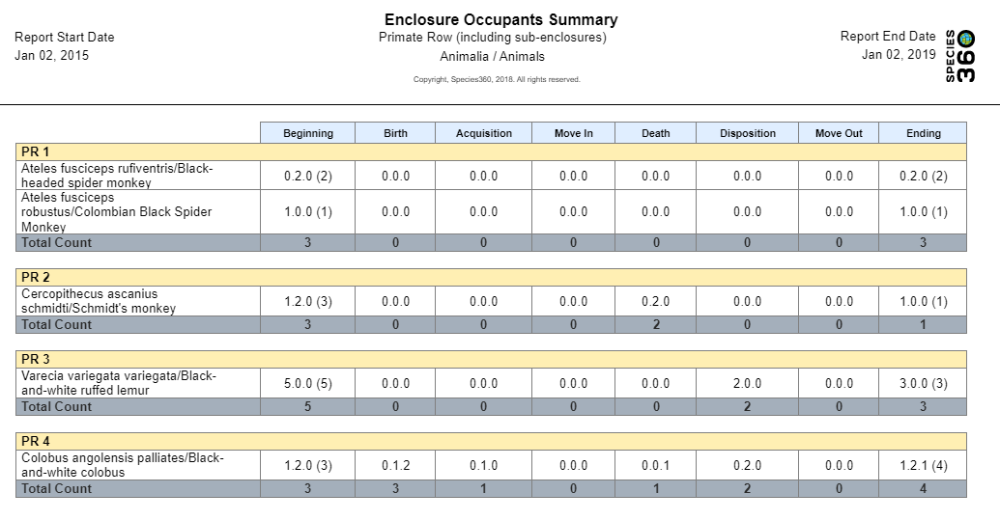 Enclosure Occupants Summary
Report Start Date
Primate Row (including sub-enclosures)
Report End Date
Jan 02, 2015
Animalia / Animals
Jan 02, 2019
SPECIES
360
Copyright, Species360, 2018. All rights reserved.
Beginning Birth Acquisition Move In Death Disposition Move Out Ending
PR 1
Ateles fusciceps rufiventris/Black-
headed spider monkey
0.2.0 (2) 0.0.0 0.0.0 0.0.0 0.0.0 0.0.0 0.0.0 0.2.0 (2)
Ateles fusciceps
robustus/Colombian Black Spider
Monkey
1.0.0 (1) 0.0.0 0.0.0 0.0.0 0.0.0 0.0.0 0.0.0 1.0.0 (1)
Total Count 3 0 0 0 0 0 0 3
PR 2
Cercopithecus ascanius
schmidti/Schmidt's monkey
1.2.0 (3) 0.0.0 0.0.0 0.0.0 0.2.0 0.0.0 0.0.0 1.0.0 (1)
Total Count 3 0 0 0 2 0 0 1
PR 3
Varecia variegata variegata/Black-
and-white ruffed lemur
5.0.0 (5) 0.0.0 0.0.0 0.0.0 0.0.0 2.0.0 0.0.0 3.0.0 (3)
Total Count 5 0 0 0 0 2 0 3
PR 4
Colobus angolensis palliates/Black-
and-white colobus
1.2.0 (3) 0.1.2 0.1.0 0.0.0 0.0.1 0.2.0 0.0.0 1.2.1 (4)
Total Count 3 3 1 0 1 2 0 4